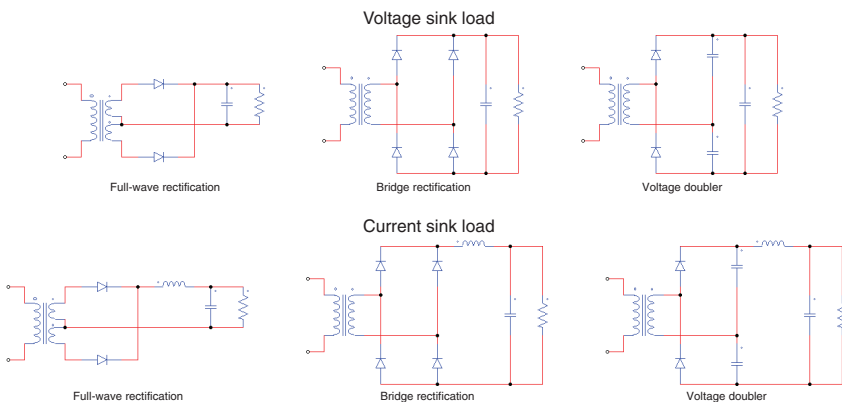 Voltage sink load
Full-wave rectification
Bridge rectification
Voltage doubler
Current sink load
Full-wave rectification
Bridge rectification
Voltage doubler